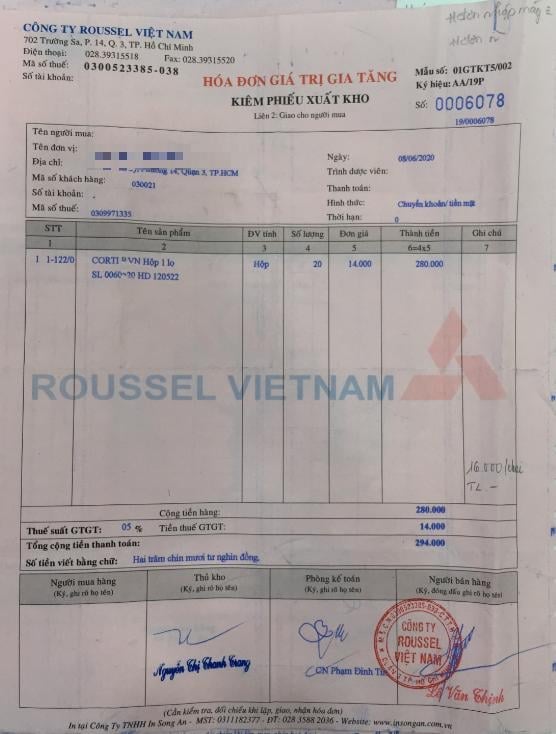 Hđơn nhập
CÔNG TY ROUSSEL VIỆT NAM
702 Trường Sa, P. 14, Q. 3, TP. Hồ Chí Minh
Điện thoại: 028.39315518 Fax: 028.39315520
Mã số thuế: 0300523385-038
Số tài khoản:
HÓA ĐƠN GIÁ TRỊ GIA TĂNG
KIÊM PHIẾU XUẤT KHO
Liên 2: Giao cho người mua
Mẫu số: 01GTKT5/002
Ký hiệu: AA/19P
Số: 0006078
19/0006078
Tên người mua:
Tên đơn vị:
Địa chỉ: 14, Quận 3, TP.HCM
Mã số khách hàng: 030021
Số tài khoản:
Mã số thuế: 0309971335
Ngày: 08/06/2020
Trình dược viên:
Thanh toán:
Hình thức: Chuyển khoản/ tiền mặt
Thời hạn: 0
STT Tên sản phẩm ĐV tính Số lượng Đơn giá Thành tiền Ghi chú
1 2 3 4 5 6=4x5 7
1 1-122/0 CORTI VN Hộp 1 lọ Hộp 20 14.000 280.000
HD 120522
ROUSSEL VIETNAM
16.000/chai
TL –
Cộng tiền hàng: 280.000
Thuế suất GTGT: 05 % Tiền thuế GTGT: 14.000
Tổng cộng tiền thanh toán: 294.000
Số tiền viết bằng chữ: Hai trăm chín mươi tư nghìn đồng.
Người mua hàng Thủ kho Phòng kế toán Người bán hàng
(Ký, ghi rõ họ tên) (Ký, ghi rõ họ tên) (Ký, ghi rõ họ tên) (Ký, đóng dấu ghi rõ họ tên)
CÔNG TY
ROUSSEL
VIỆT NAM
Nguyễn Thị Thanh Trang
CN Phạm Đình
Lê Văn Thịnh
(Cần kiểm tra, đối chiếu khi lập, giao, nhận hóa đơn)
In tại Công Ty TNHH In Song An - MST: 0311182377 - ĐT: 028 3588 2036 - Website: www.insongan.com.vn